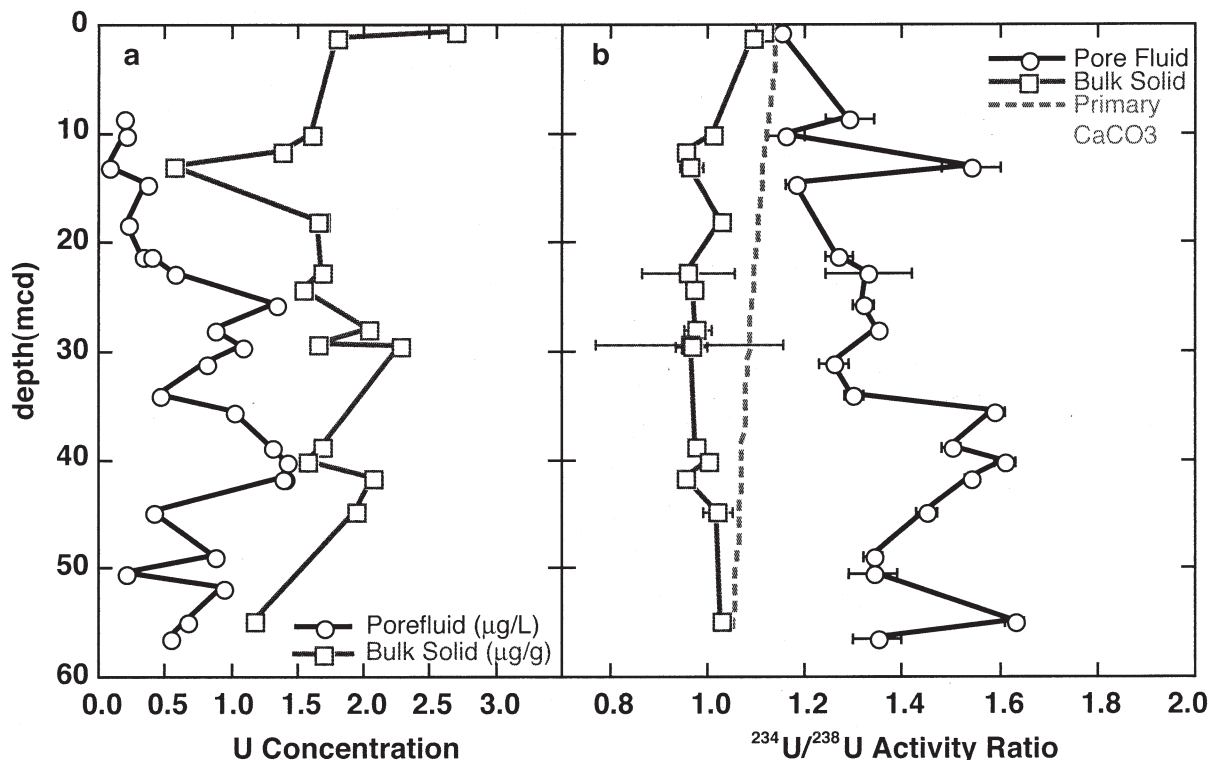 a
b
0
10
20
30
40
50
60
depth(mcd)
Porefluid (µg/L)
Bulk Solid (µg/g)
0.0 0.5 1.0 1.5 2.0 2.5 3.0
U Concentration
Pore Fluid
Bulk Solid
Primary
CaCO3
0.8 1.0 1.2 1.4 1.6 1.8 2.0
234U/238U Activity Ratio